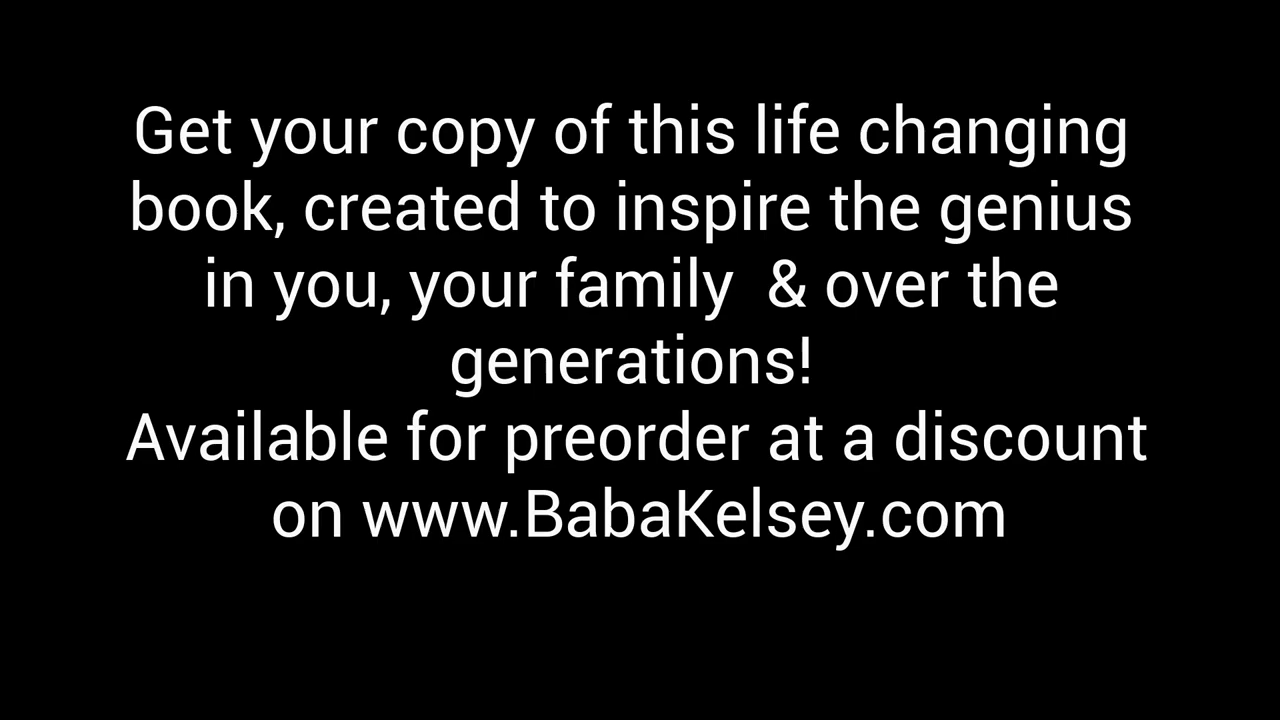 Get your copy of this life changing
book, created to inspire the genius
in you, your family  & over the
generations!
Available for preorder at a discount
on www.BabaKelsey.com